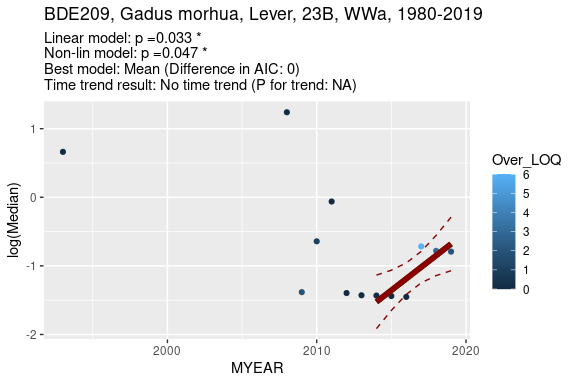 BDE209, Gadus morhua, Lever, 23B, WWa, 1980-2019
Linear model: p =0.033 *
Non-lin model: p =0.047 *
Best model: Mean (Difference in AIC: 0)
Time trend result: No time trend (P for trend: NA)
log(Median)
1
0
-1
-2
2000
2010
2020
MYEAR
Over_LOQ
6
5
4
3
2
1
0